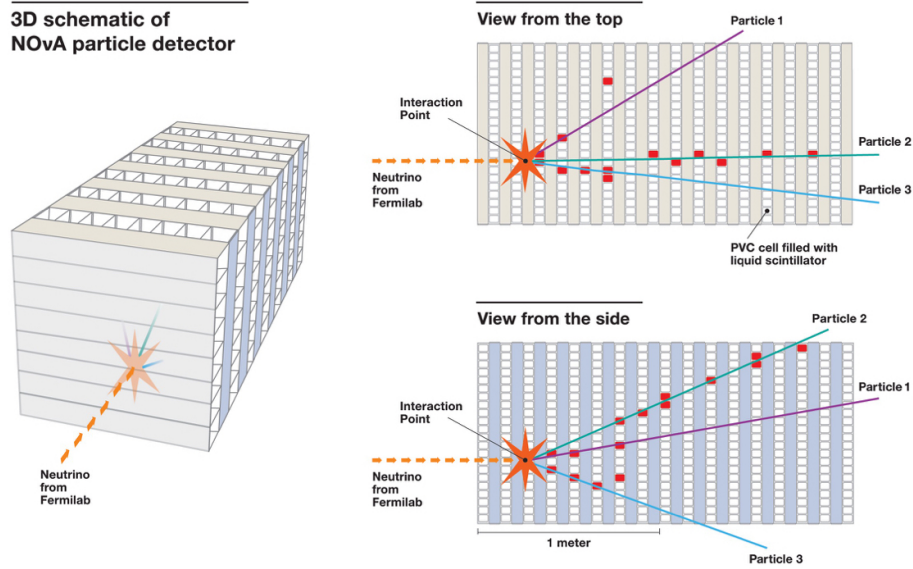 3D schematic of
NOνA particle detector
Neutrino
from
Fermilab
View from the top
Particle 1
Interaction
Point
Particle 2
Neutrino
from
Fermilab
Particle 3
PVC cell filled with
liquid scintillator
View from the side
Particle 2
Particle 1
Interaction
Point
Neutrino
from
Fermilab
1 meter
Particle 3